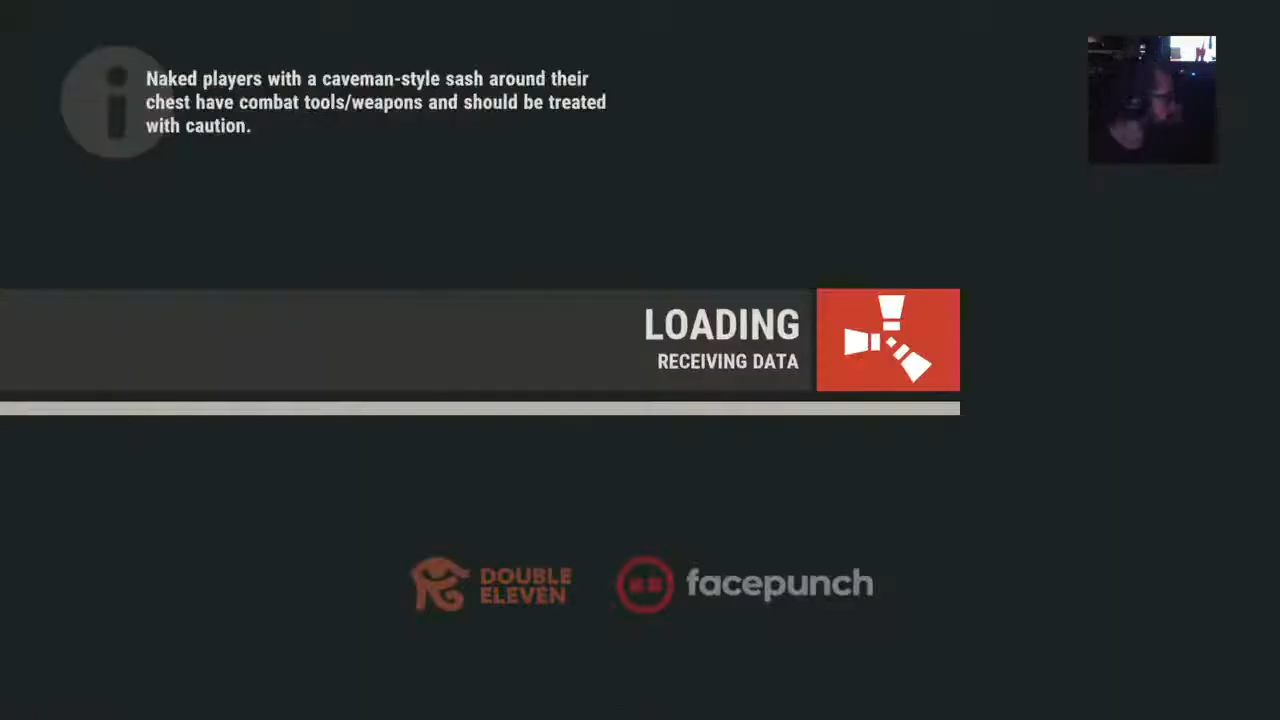 Naked players with a caveman-style sash around their
chest have combat tools/weapons and should be treated
with caution.
LOADING
RECEIVING DATA
DOUBLE
ELEVEN
facepunch